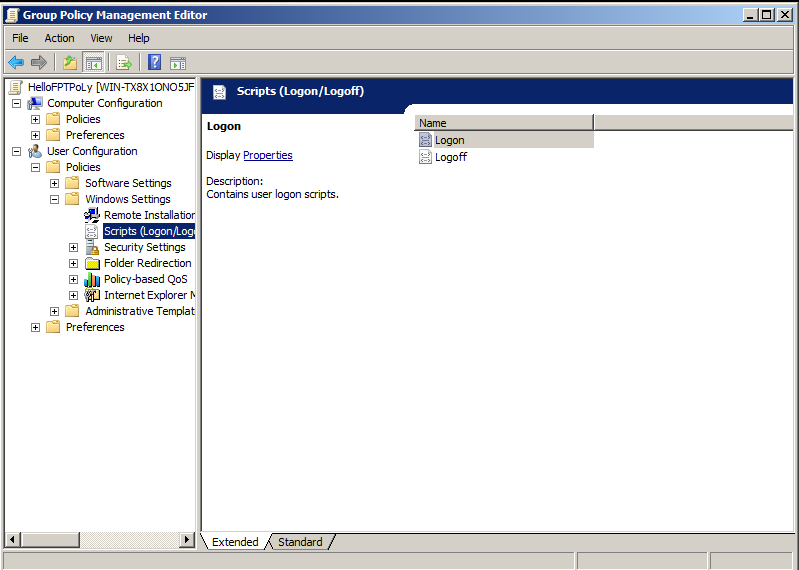 Group Policy Management Editor
File Action View Help
HelloFPTPoLy [WIN-TX8X1ONO5JF
Computer Configuration
Policies
Preferences
User Configuration
Policies
Software Settings
Windows Settings
Remote Installation
Scripts (Logon/Logo
Security Settings
Folder Redirection
Policy-based QoS
Internet Explorer M
Administrative Templat
Preferences
Scripts (Logon/Logoff)
Logon
Display Properties
Description:
Contains user logon scripts.
Name
Logon
Logoff
Extended Standard